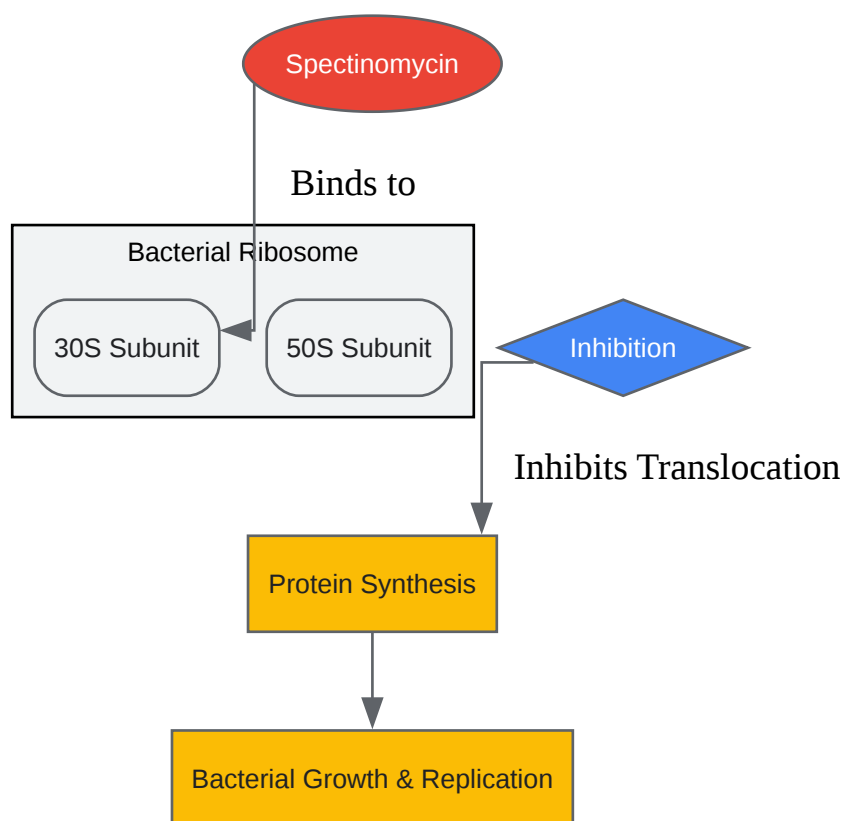 Spectinomycin
Binds to
Bacterial Ribosome
30S Subunit
50S Subunit
Inhibition
Inhibits Translocation
Protein Synthesis
Bacterial Growth & Replication